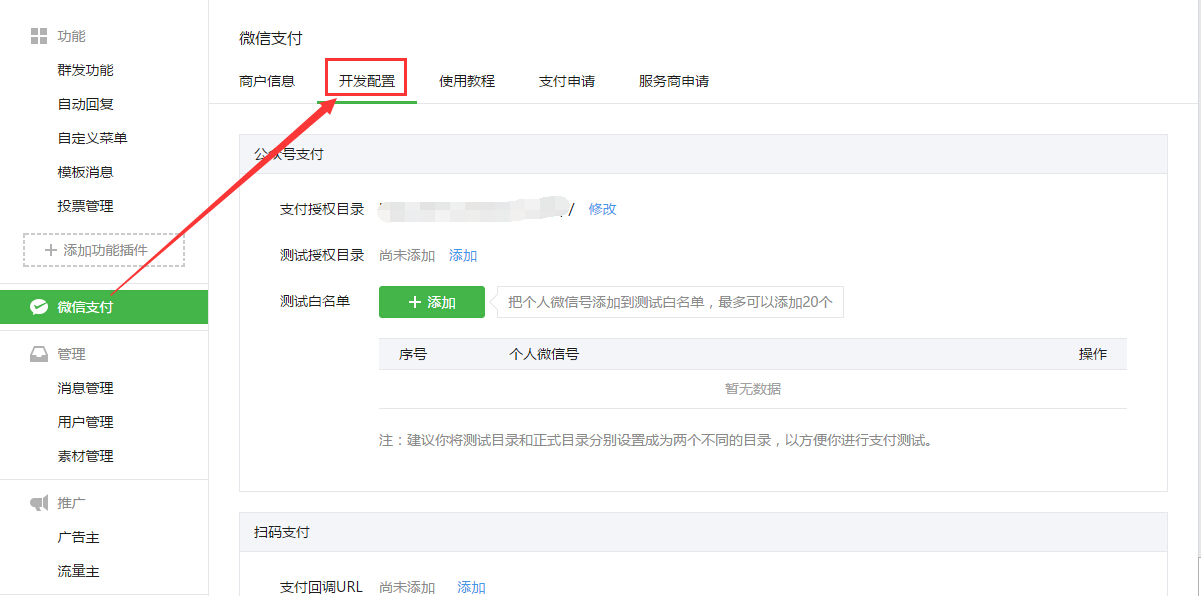 功能
群发功能
自动回复
自定义菜单
模板消息
投票管理
添加功能插件
微信支付
管理
消息管理
用户管理
素材管理
推广
广告主
流量主
微信支付
商户信息 开发配置 使用教程 支付申请 服务商申请
公众号支付
支付授权目录 / 修改
测试授权目录 尚未添加 添加
测试白名单 添加 把个人微信号添加到测试白名单，最多可以添加20个
序号 个人微信号 操作
暂无数据
注：建议你将测试目录和正式目录分别设置成为两个不同的目录，以方便你进行支付测试。
扫码支付
支付回调URL 尚未添加 添加